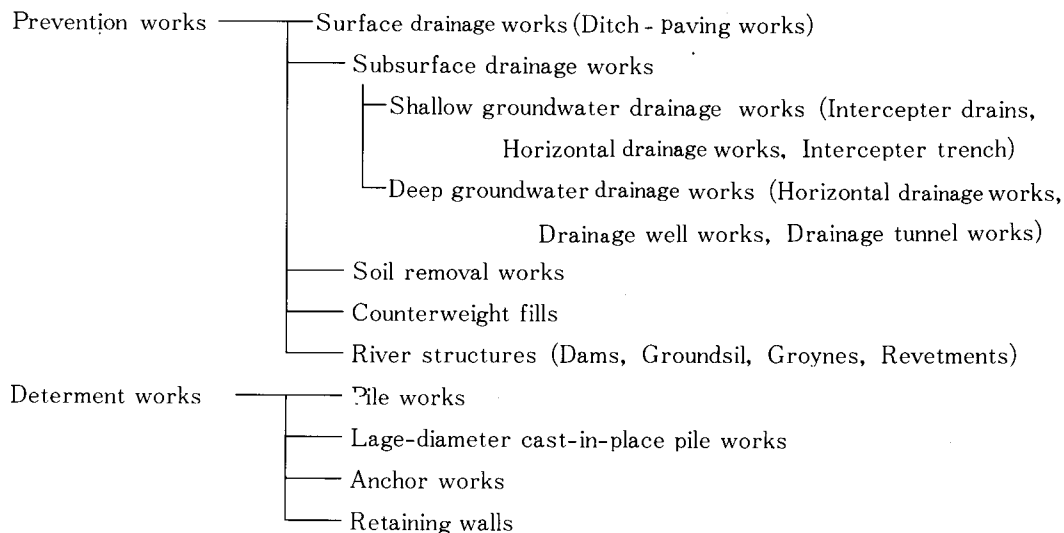 Prevention works Surface drainage works (Ditch - paving works)
Subsurface drainage works
Shallow groundwater drainage works (Intercepter drains,
Horizontal drainage works, Intercepter trench)
Deep groundwater drainage works (Horizontal drainage works,
Drainage well works, Drainage tunnel works)
Soil removal works
Counterweight fills
River structures (Dams, Groundsil, Groynes, Revetments)
Determent works Pile works
Lage-diameter cast-in-place pile works
Anchor works
Retaining walls